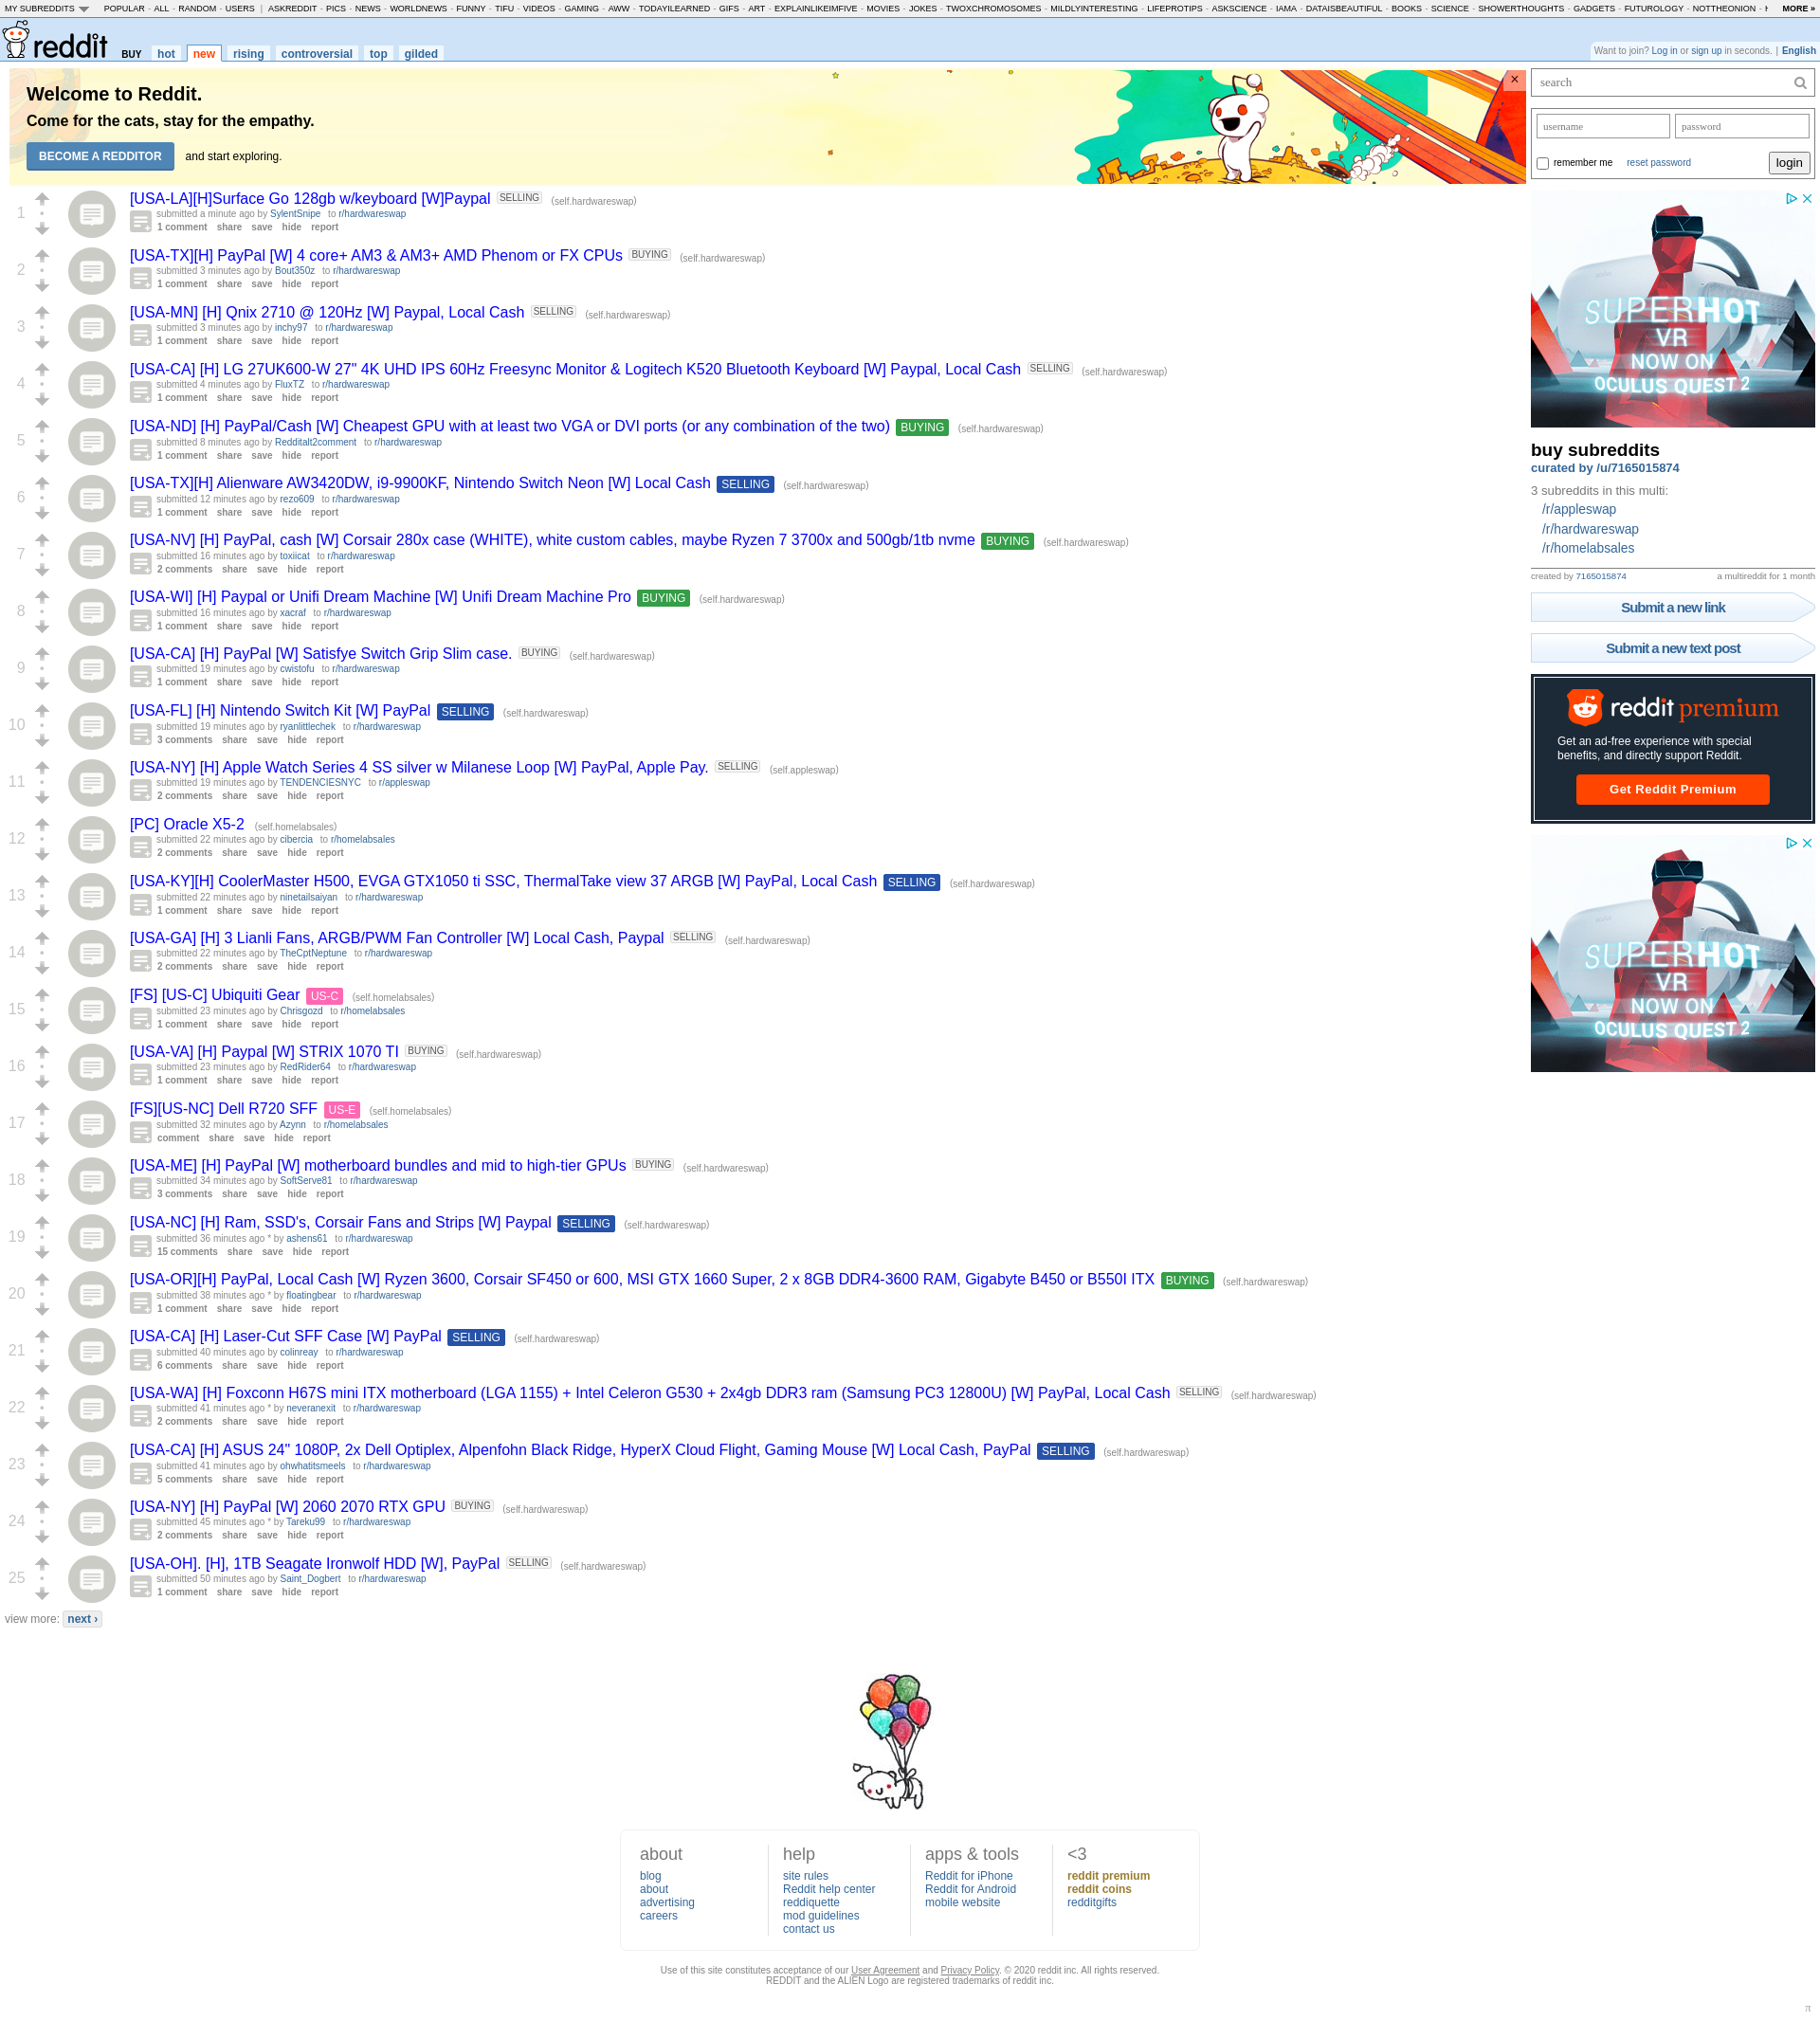 MY SUBREDDITS POPULAR - ALL - RANDOM - USERS | ASKREDDIT - PICS - NEWS - WORLDNEWS - FUNNY - TIFU - VIDEOS - GAMING - AWW - TODAYILEARNED - GIFS - ART - EXPLAINLIKEIMFIVE - MOVIES - JOKES - TWOXCHROMOSOMES - MILDLYINTERESTING - LIFEPROTIPS - ASKSCIENCE - IAMA - DATAISBEAUTIFUL - BOOKS - SCIENCE - SHOWERTHOUGHTS - GADGETS - FUTUROLOGY - NOTTHEONION - MORE »
reddit BUY hot new rising controversial top gilded
Want to join? Log in or sign up in seconds. | English
Welcome to Reddit.
Come for the cats, stay for the empathy.
BECOME A REDDITOR and start exploring.
1
[USA-LA][H]Surface Go 128gb w/keyboard [W]Paypal SELLING (self.hardwareswap)
submitted a minute ago by SylentSnipe to r/hardwareswap
1 comment share save hide report
2
[USA-TX][H] PayPal [W] 4 core+ AM3 & AM3+ AMD Phenom or FX CPUs BUYING (self.hardwareswap)
submitted 3 minutes ago by Bout350z to r/hardwareswap
1 comment share save hide report
3
[USA-MN] [H] Qnix 2710 @ 120Hz [W] Paypal, Local Cash SELLING (self.hardwareswap)
submitted 3 minutes ago by inchy97 to r/hardwareswap
1 comment share save hide report
4
[USA-CA] [H] LG 27UK600-W 27" 4K UHD IPS 60Hz Freesync Monitor & Logitech K520 Bluetooth Keyboard [W] Paypal, Local Cash SELLING (self.hardwareswap)
submitted 4 minutes ago by FluxTZ to r/hardwareswap
1 comment share save hide report
5
[USA-ND] [H] PayPal/Cash [W] Cheapest GPU with at least two VGA or DVI ports (or any combination of the two) BUYING (self.hardwareswap)
submitted 8 minutes ago by Redditalt2comment to r/hardwareswap
1 comment share save hide report
6
[USA-TX][H] Alienware AW3420DW, i9-9900KF, Nintendo Switch Neon [W] Local Cash SELLING (self.hardwareswap)
submitted 12 minutes ago by rezo609 to r/hardwareswap
1 comment share save hide report
7
[USA-NV] [H] PayPal, cash [W] Corsair 280x case (WHITE), white custom cables, maybe Ryzen 7 3700x and 500gb/1tb nvme BUYING (self.hardwareswap)
submitted 16 minutes ago by toxiicat to r/hardwareswap
2 comments share save hide report
8
[USA-WI] [H] Paypal or Unifi Dream Machine [W] Unifi Dream Machine Pro BUYING (self.hardwareswap)
submitted 16 minutes ago by xacraf to r/hardwareswap
1 comment share save hide report
9
[USA-CA] [H] PayPal [W] Satisfye Switch Grip Slim case. BUYING (self.hardwareswap)
submitted 19 minutes ago by cwistofu to r/hardwareswap
1 comment share save hide report
10
[USA-FL] [H] Nintendo Switch Kit [W] PayPal SELLING (self.hardwareswap)
submitted 19 minutes ago by ryanlittlechek to r/hardwareswap
3 comments share save hide report
11
[USA-NY] [H] Apple Watch Series 4 SS silver w Milanese Loop [W] PayPal, Apple Pay. SELLING (self.appleswap)
submitted 19 minutes ago by TENDENCIESNYC to r/appleswap
2 comments share save hide report
12
[PC] Oracle X5-2 (self.homelabsales)
submitted 22 minutes ago by cibercia to r/homelabsales
2 comments share save hide report
13
[USA-KY][H] CoolerMaster H500, EVGA GTX1050 ti SSC, ThermalTake view 37 ARGB [W] PayPal, Local Cash SELLING (self.hardwareswap)
submitted 22 minutes ago by ninetailsaiyan to r/hardwareswap
1 comment share save hide report
14
[USA-GA] [H] 3 Lianli Fans, ARGB/PWM Fan Controller [W] Local Cash, Paypal SELLING (self.hardwareswap)
submitted 22 minutes ago by TheCptNeptune to r/hardwareswap
2 comments share save hide report
15
[FS] [US-C] Ubiquiti Gear US-C (self.homelabsales)
submitted 23 minutes ago by Chrisgozd to r/homelabsales
1 comment share save hide report
16
[USA-VA] [H] Paypal [W] STRIX 1070 TI BUYING (self.hardwareswap)
submitted 23 minutes ago by RedRider64 to r/hardwareswap
1 comment share save hide report
17
[FS][US-NC] Dell R720 SFF US-E (self.homelabsales)
submitted 32 minutes ago by Azynn to r/homelabsales
comment share save hide report
18
[USA-ME] [H] PayPal [W] motherboard bundles and mid to high-tier GPUs BUYING (self.hardwareswap)
submitted 34 minutes ago by SoftServe81 to r/hardwareswap
3 comments share save hide report
19
[USA-NC] [H] Ram, SSD's, Corsair Fans and Strips [W] Paypal SELLING (self.hardwareswap)
submitted 36 minutes ago * by ashens61 to r/hardwareswap
15 comments share save hide report
20
[USA-OR][H] PayPal, Local Cash [W] Ryzen 3600, Corsair SF450 or 600, MSI GTX 1660 Super, 2 x 8GB DDR4-3600 RAM, Gigabyte B450 or B550I ITX BUYING (self.hardwareswap)
submitted 38 minutes ago * by floatingbear to r/hardwareswap
1 comment share save hide report
21
[USA-CA] [H] Laser-Cut SFF Case [W] PayPal SELLING (self.hardwareswap)
submitted 40 minutes ago by colinreay to r/hardwareswap
6 comments share save hide report
22
[USA-WA] [H] Foxconn H67S mini ITX motherboard (LGA 1155) + Intel Celeron G530 + 2x4gb DDR3 ram (Samsung PC3 12800U) [W] PayPal, Local Cash SELLING (self.hardwareswap)
submitted 41 minutes ago * by neveranexit to r/hardwareswap
2 comments share save hide report
23
[USA-CA] [H] ASUS 24" 1080P, 2x Dell Optiplex, Alpenfohn Black Ridge, HyperX Cloud Flight, Gaming Mouse [W] Local Cash, PayPal SELLING (self.hardwareswap)
submitted 41 minutes ago by ohwhatitsmeels to r/hardwareswap
5 comments share save hide report
24
[USA-NY] [H] PayPal [W] 2060 2070 RTX GPU BUYING (self.hardwareswap)
submitted 45 minutes ago * by Tareku99 to r/hardwareswap
2 comments share save hide report
25
[USA-OH]. [H], 1TB Seagate Ironwolf HDD [W], PayPal SELLING (self.hardwareswap)
submitted 50 minutes ago by Saint_Dogbert to r/hardwareswap
1 comment share save hide report
view more: next ›
search
username password
remember me reset password login
SUPERHOT
VR
NOW ON
OCULUS QUEST 2
buy subreddits
curated by /u/7165015874
3 subreddits in this multi:
/r/appleswap
/r/hardwareswap
/r/homelabsales
created by 7165015874 a multireddit for 1 month
Submit a new link
Submit a new text post
reddit premium
Get an ad-free experience with special
benefits, and directly support Reddit.
Get Reddit Premium
SUPERHOT
VR
NOW ON
OCULUS QUEST 2
about
blog
about
advertising
careers
help
site rules
Reddit help center
reddiquette
mod guidelines
contact us
apps & tools
Reddit for iPhone
Reddit for Android
mobile website
<3
reddit premium
reddit coins
redditgifts
Use of this site constitutes acceptance of our User Agreement and Privacy Policy. © 2020 reddit inc. All rights reserved.
REDDIT and the ALIEN Logo are registered trademarks of reddit inc.
π